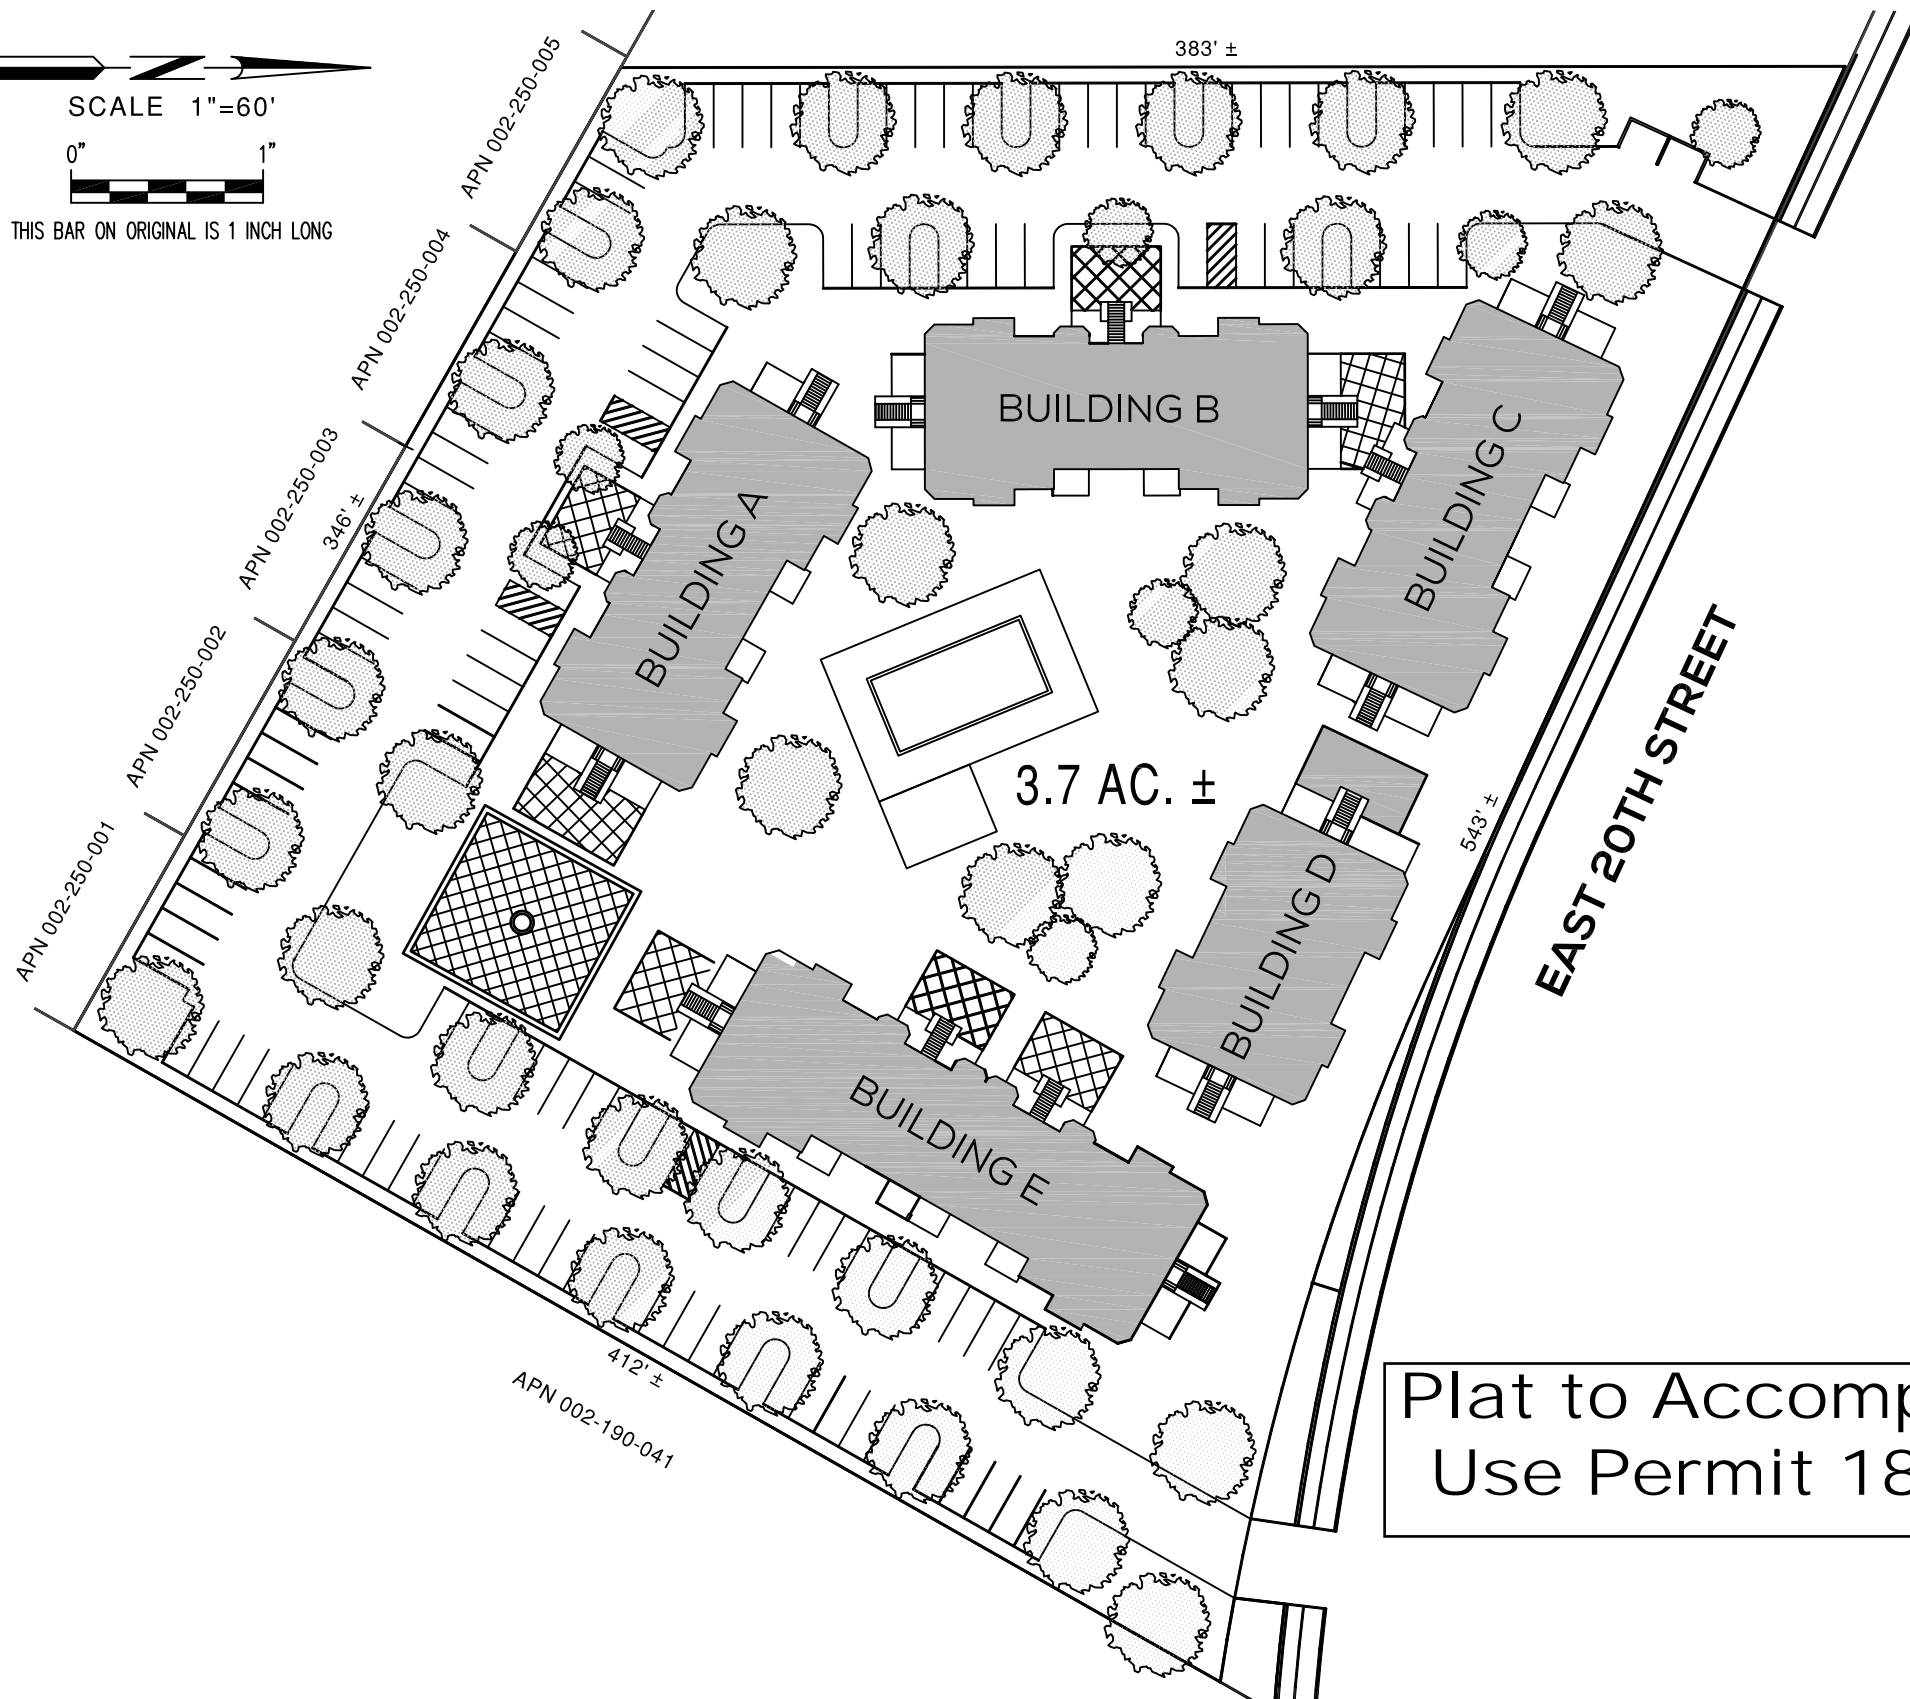 383' ±
SCALE 1"=60'
0" 1"
THIS BAR ON ORIGINAL IS 1 INCH LONG
APN 002-250-005
APN 002-250-004
APN 002-250-003
346' ±
APN 002-250-002
APN 002-250-001
BUILDING A
BUILDING B
BUILDING C
3.7 AC. ±
BUILDING D
BUILDING E
543' ±
EAST 20TH STREET
412' ±
APN 002-190-041
Plat to Accomp
Use Permit 18